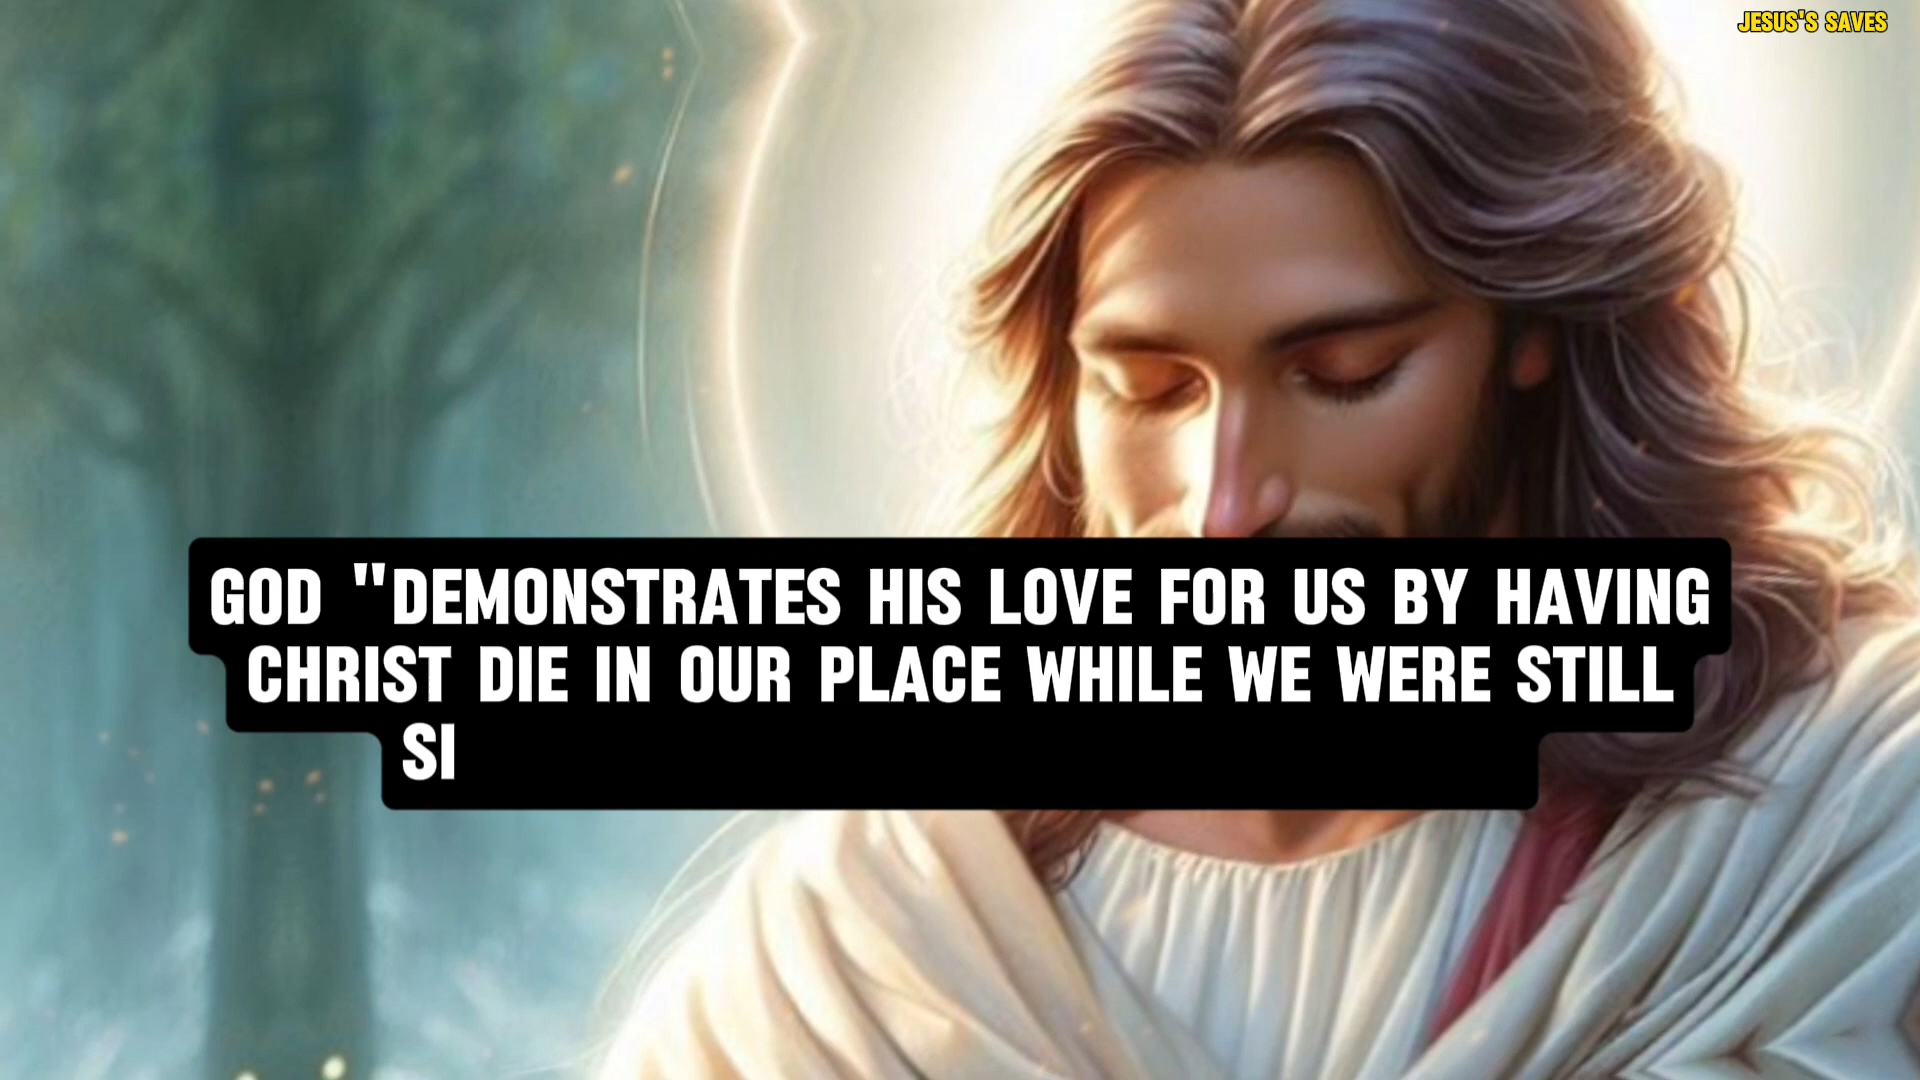 JESUS'S SAVES
GOD "DEMONSTRATES HIS LOVE FOR US BY HAVING
CHRIST DIE IN OUR PLACE WHILE WE WERE STILL
SI